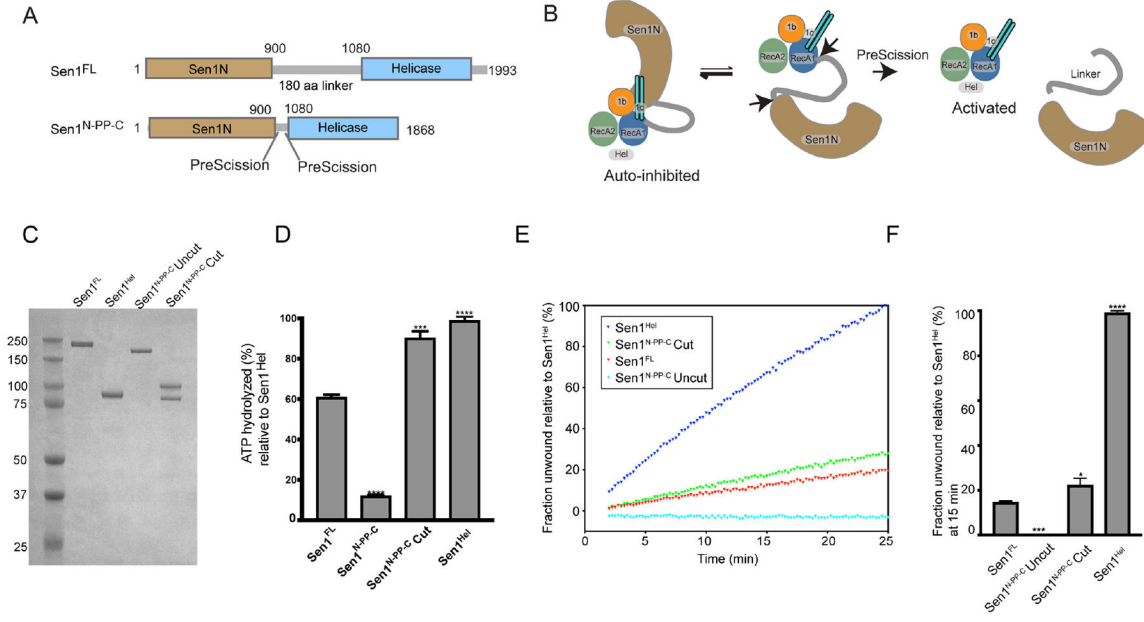 A
900
1080
Sen1FL
1
Sen1N
Helicase
1993
180 aa linker
900
1080
Sen1N-PP-C
1
Sen1N
Helicase
1868
PreScission
PreScission
B
Sen1N
1b
1c
RecA2
RecA1
Hel
Auto-inhibited
1b
1c
RecA2
RecA1
Sen1N
PreScission
1b
1c
RecA2
RecA1
Hel
Activated
Linker
Sen1N
C
Sen1FL
Sen1Hel
Sen1N-PP-C Uncut
Sen1N-PP-C Cut
250
150
100
75
50
37
25
D
ATP hydrolyzed (%)
relative to Sen1Hel
100
80
60
40
20
0
****
***
****
Sen1FL
Sen1N-PP-C
Sen1N-PP-C Cut
Sen1Hel
E
Fraction unwound relative to Sen1Hel (%)
100
80
60
40
20
0
Sen1Hel
Sen1N-PP-C Cut
Sen1FL
Sen1N-PP-C Uncut
0
5
10
15
20
25
Time (min)
F
Fraction unwound relative to Sen1Hel (%)
at 15 min
100
80
60
40
20
0
***
*
****
Sen1FL
Sen1N-PP-C Uncut
Sen1N-PP-C Cut
Sen1Hel